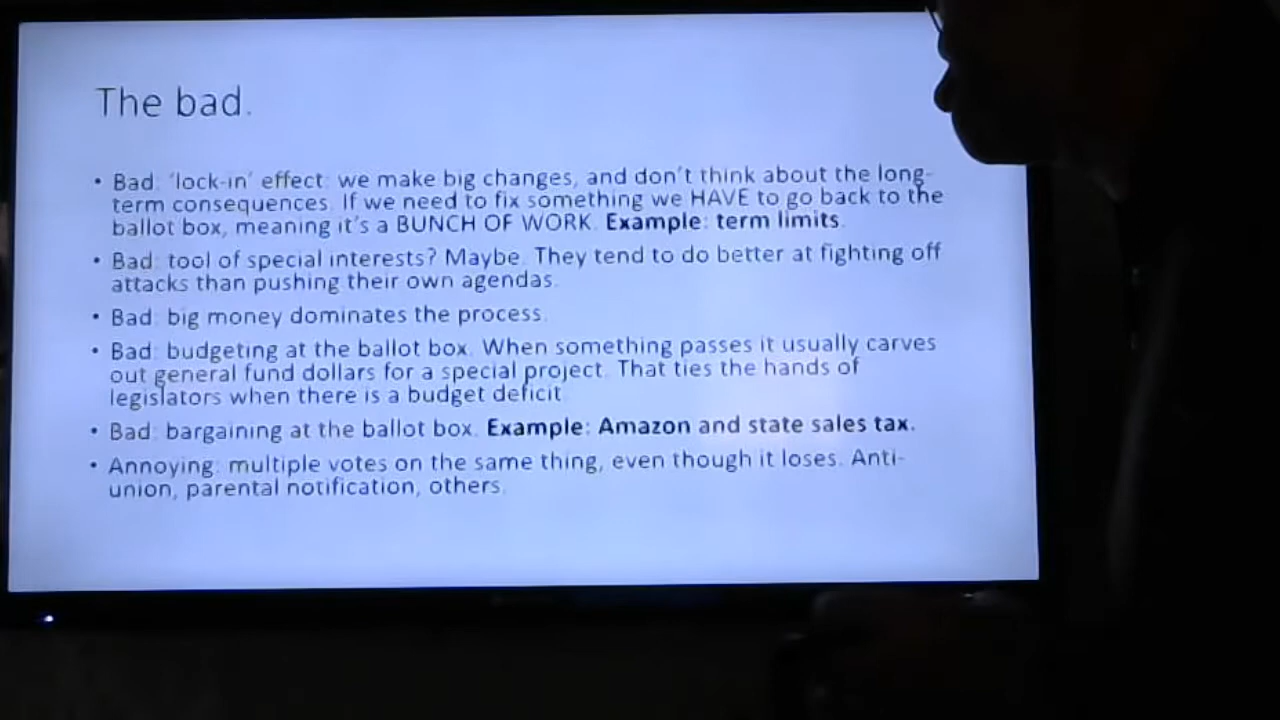 The bad.
• Bad: 'lock-in' effect: we make big changes, and don't think about the long-
term consequences. If we need to fix something we HAVE to go back to the
ballot box, meaning it's a BUNCH OF WORK. Example: term limits.
• Bad: tool of special interests? Maybe. They tend to do better at fighting off
attacks than pushing their own agendas.
• Bad: big money dominates the process.
• Bad: budgeting at the ballot box. When something passes it usually carves
out general fund dollars for a special project. That ties the hands of
legislators when there is a budget deficit
• Bad: bargaining at the ballot box. Example: Amazon and state sales tax.
• Annoying: multiple votes on the same thing, even though it loses. Anti-
union, parental notification, others.